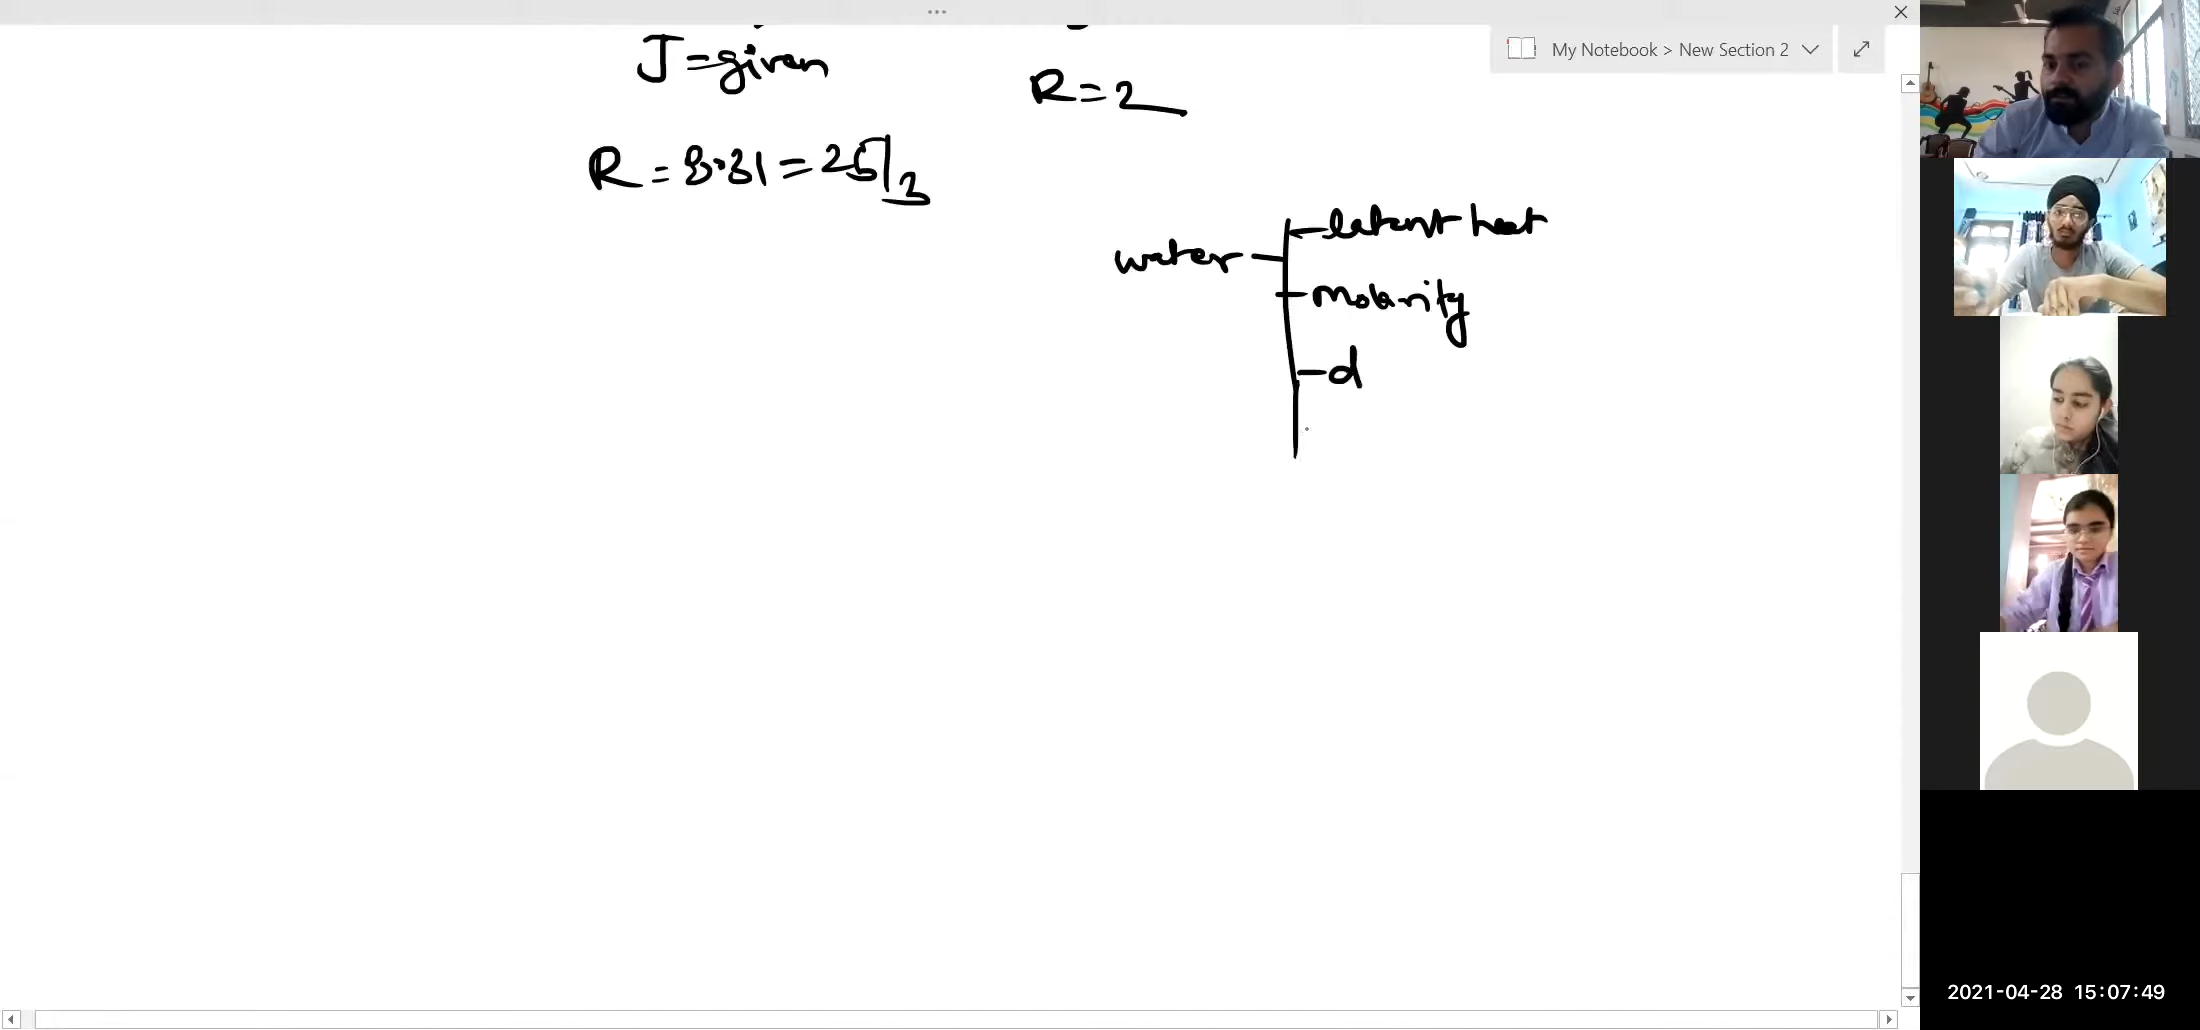 My Notebook > New Section 2
J=given
R=2
R = 8.31 = 25/3
latent heat
water
molarity
d
2021-04-28 15:07:49